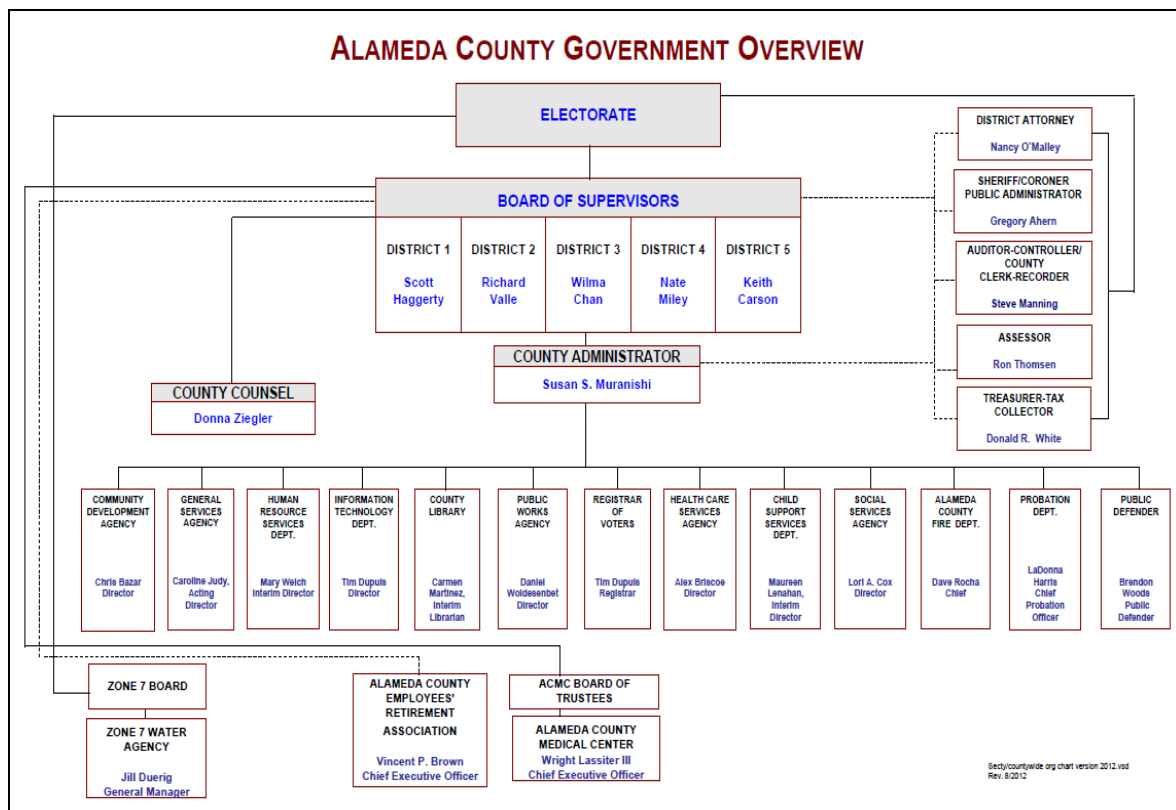 ALAMEDA COUNTY GOVERNMENT OVERVIEW
ELECTORATE
BOARD OF SUPERVISORS
DISTRICT 1
Scott
Haggerty
DISTRICT 2
Richard
Valle
DISTRICT 3
Wilma
Chan
DISTRICT 4
Nate
Miley
DISTRICT 5
Keith
Carson
DISTRICT ATTORNEY
Nancy O'Malley
SHERIFF/CORONER
PUBLIC ADMINISTRATOR
Gregory Ahern
AUDITOR-CONTROLLER/
COUNTY
CLERK-RECORDER
Steve Manning
ASSESSOR
Ron Thomsen
TREASURER-TAX
COLLECTOR
Donald R. White
COUNTY ADMINISTRATOR
Susan S. Muranishi
COUNTY COUNSEL
Donna Ziegler
COMMUNITY
DEVELOPMENT
AGENCY
Chris Bazar
Director
GENERAL
SERVICES
AGENCY
Caroline Judy,
Acting
Director
HUMAN
RESOURCE
SERVICES
DEPT.
Mary Welch
Interim Director
INFORMATION
TECHNOLOGY
DEPT.
Tim Dupuis
Director
COUNTY
LIBRARY
Carmen
Martinez,
Interim
Librarian
PUBLIC
WORKS
AGENCY
Daniel
Woldesenbet
Director
REGISTRAR
OF
VOTERS
Tim Dupuis
Registrar
HEALTH CARE
SERVICES
AGENCY
Alex Briscoe
Director
CHILD
SUPPORT
SERVICES
DEPT.
Maureen
Lenahan,
Interim
Director
SOCIAL
SERVICES
AGENCY
Lori A. Cox
Director
ALAMEDA
COUNTY
FIRE DEPT.
Dave Rocha
Chief
PROBATION
DEPT.
LaDonna
Harris
Chief
Probation
Officer
PUBLIC
DEFENDER
Brendon
Woods
Public
Defender
ZONE 7 BOARD
ZONE 7 WATER
AGENCY
Jill Duerig
General Manager
ALAMEDA COUNTY
EMPLOYEES'
RETIREMENT
ASSOCIATION
Vincent P. Brown
Chief Executive Officer
ACMC BOARD OF
TRUSTEES
ALAMEDA COUNTY
MEDICAL CENTER
Wright Lassiter III
Chief Executive Officer
Secty/countywide org chart version 2012.vsd
Rev. 8/2012